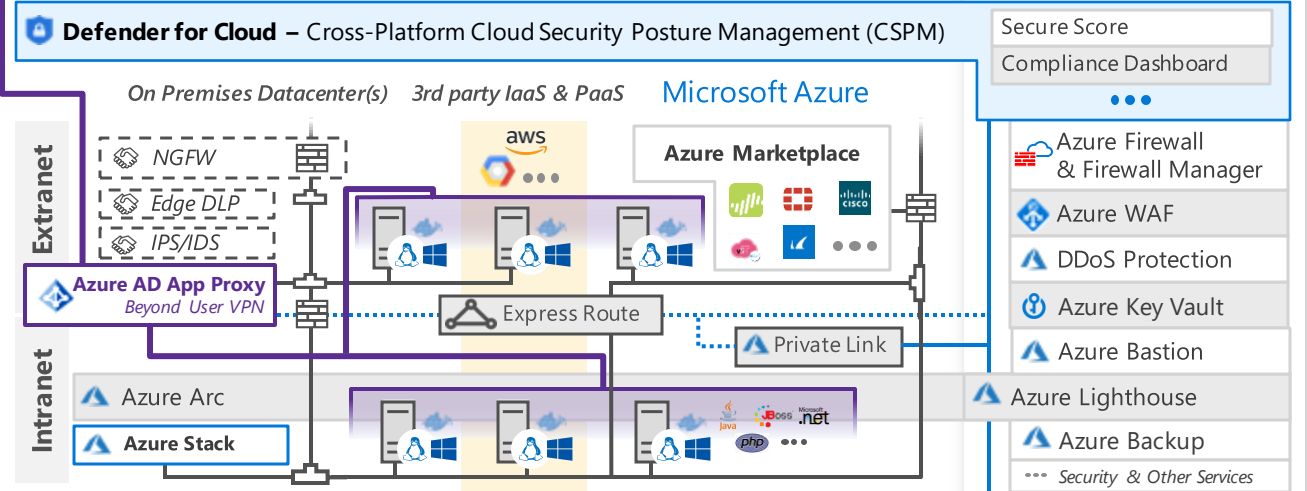 Defender for Cloud – Cross-Platform Cloud Security Posture Management (CSPM)
Secure Score
Compliance Dashboard
On Premises Datacenter(s)
3rd party IaaS & PaaS
Microsoft Azure
Extranet
NGFW
Edge DLP
IPS/IDS
aws
Azure Marketplace
CISCO
Azure AD App Proxy
Beyond User VPN
Express Route
Private Link
Intranet
Azure Arc
Azure Stack
Java
JBoss
Microsoft
.net
php
Azure Firewall
& Firewall Manager
Azure WAF
DDoS Protection
Azure Key Vault
Azure Bastion
Azure Lighthouse
Azure Backup
Security & Other Services